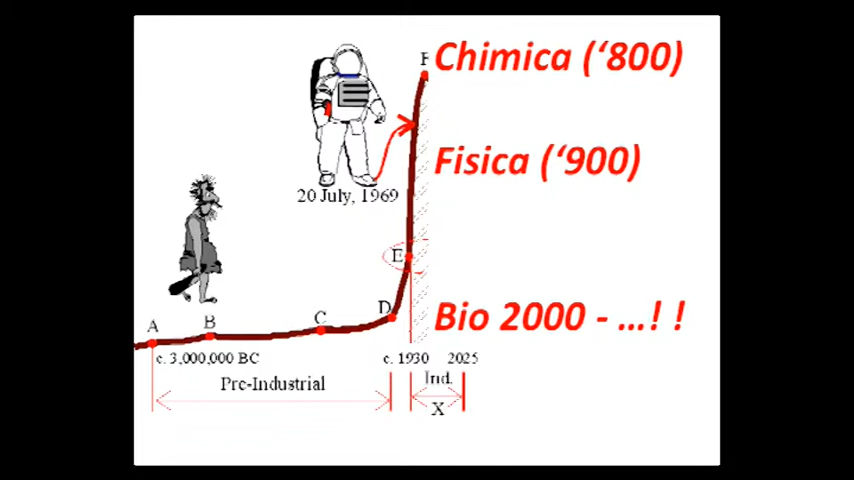 Chimica (‘800)
F
Fisica (‘900)
20 July, 1969
E
Bio 2000 - ...! !
D
C
B
A
c. 3,000,000 BC
c. 1930
2025
Pre-Industrial
Ind.
X